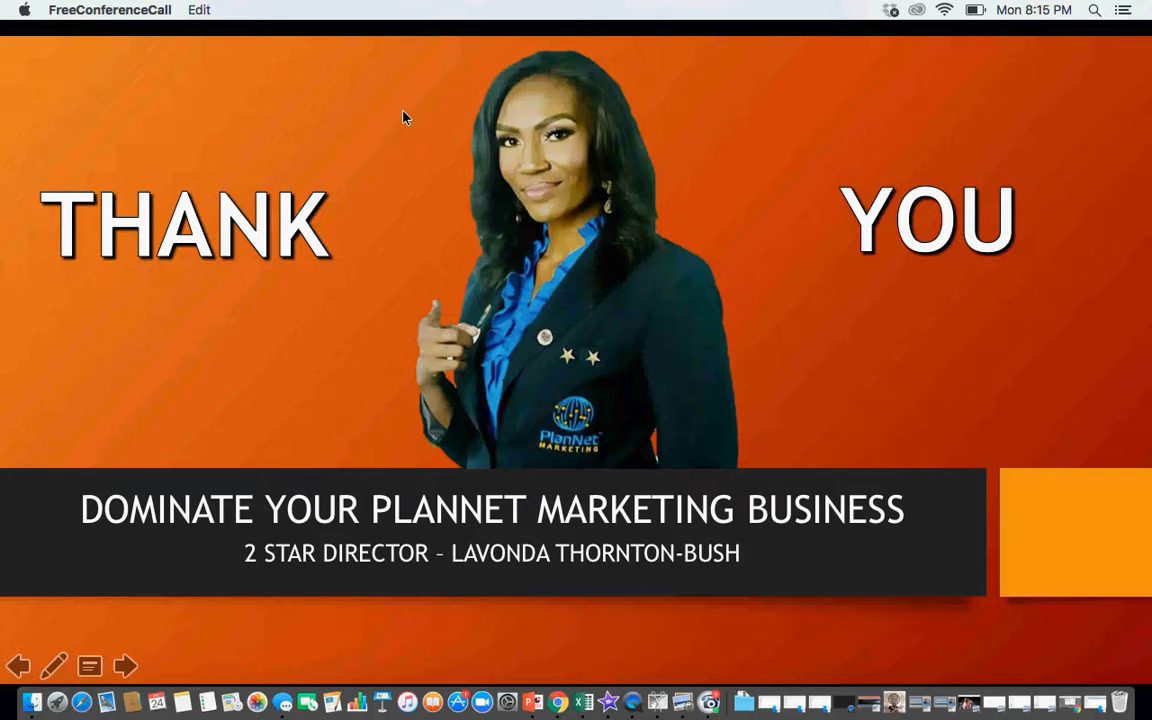 FreeConferenceCall Edit
Mon 8:15 PM
THANK YOU
PlanNet
MARKETING
DOMINATE YOUR PLANNET MARKETING BUSINESS
2 STAR DIRECTOR – LAVONDA THORNTON-BUSH
24